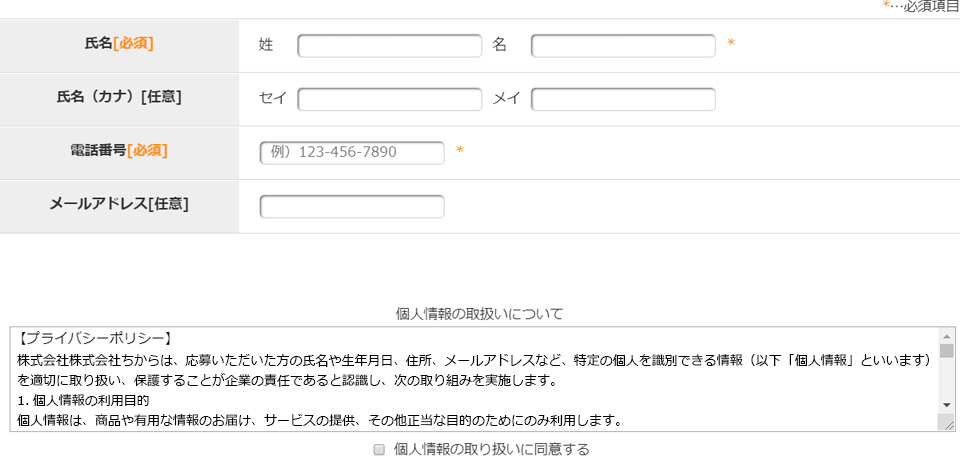 *…必須項目
氏名[必須] 姓 名 *
氏名（カナ）[任意] セイ メイ
電話番号[必須] 例）123-456-7890 *
メールアドレス[任意]
個人情報の取扱いについて
【プライバシーポリシー】
株式会社株式会社ちからは、応募いただいた方の氏名や生年月日、住所、メールアドレスなど、特定の個人を識別できる情報（以下「個人情報」といいます）
を適切に取り扱い、保護することが企業の責任であると認識し、次の取り組みを実施します。
1. 個人情報の利用目的
個人情報は、商品や有用な情報のお届け、サービスの提供、その他正当な目的のためにのみ利用します。
個人情報の取り扱いに同意する